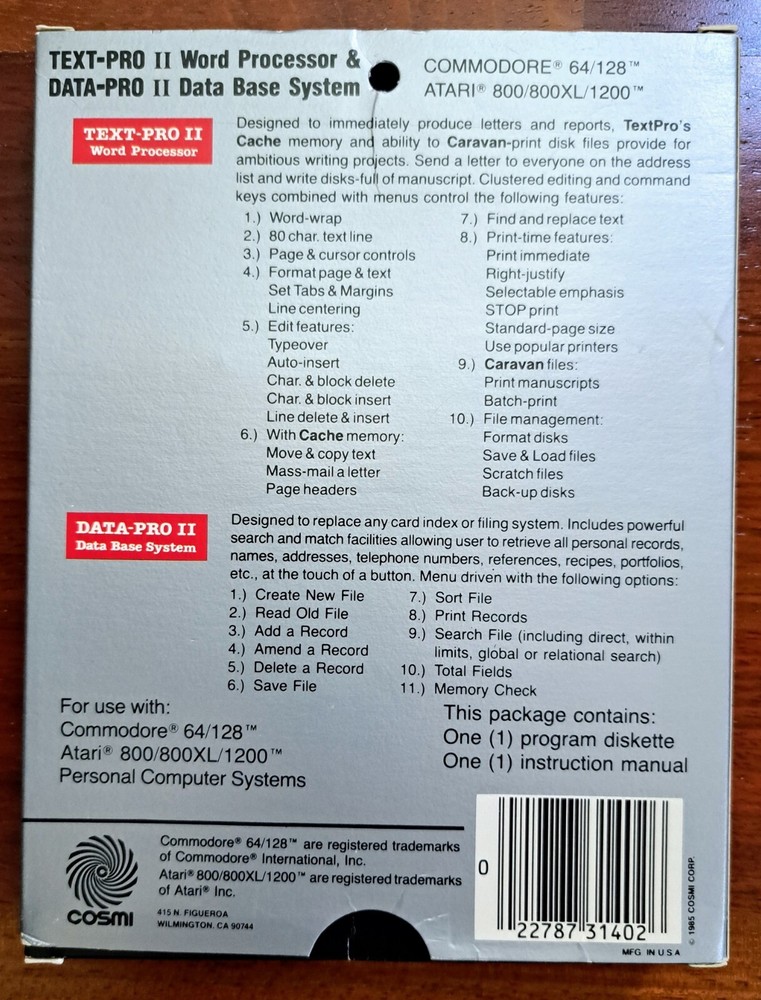 TEXT-PRO II Word Processor &
DATA-PRO II Data Base System
COMMODORE® 64/128™
ATARI® 800/800XL/1200™
TEXT-PRO II
Word Processor
Designed to immediately produce letters and reports, TextPro's
Cache memory and ability to Caravan-print disk files provide for
ambitious writing projects. Send a letter to everyone on the address
list and write disks-full of manuscript. Clustered editing and command
keys combined with menus control the following features:
1.) Word-wrap
2.) 80 char. text line
3.) Page & cursor controls
4.) Format page & text
Set Tabs & Margins
Line centering
5.) Edit features:
Typeover
Auto-insert
Char. & block delete
Char. & block insert
Line delete & insert
6.) With Cache memory:
Move & copy text
Mass-mail a letter
Page headers
7.) Find and replace text
8.) Print-time features:
Print immediate
Right-justify
Selectable emphasis
STOP print
Standard-page size
Use popular printers
9.) Caravan files:
Print manuscripts
Batch-print
10.) File management:
Format disks
Save & Load files
Scratch files
Back-up disks
DATA-PRO II
Data Base System
Designed to replace any card index or filing system. Includes powerful
search and match facilities allowing user to retrieve all personal records,
names, addresses, telephone numbers, references, recipes, portfolios,
etc., at the touch of a button. Menu driven with the following options:
1.) Create New File
2.) Read Old File
3.) Add a Record
4.) Amend a Record
5.) Delete a Record
6.) Save File
7.) Sort File
8.) Print Records
9.) Search File (including direct, within
limits, global or relational search)
10.) Total Fields
11.) Memory Check
For use with:
Commodore® 64/128™
Atari® 800/800XL/1200™
Personal Computer Systems
This package contains:
One (1) program diskette
One (1) instruction manual
COSMI
Commodore® 64/128™ are registered trademarks
of Commodore® International, Inc.
Atari® 800/800XL/1200™ are registered trademarks
of Atari® Inc.
415 N. FIGUEROA
WILMINGTON, CA 90744
0 22787 31402
© 1985 COSMI CORP.
MFG. IN U.S.A